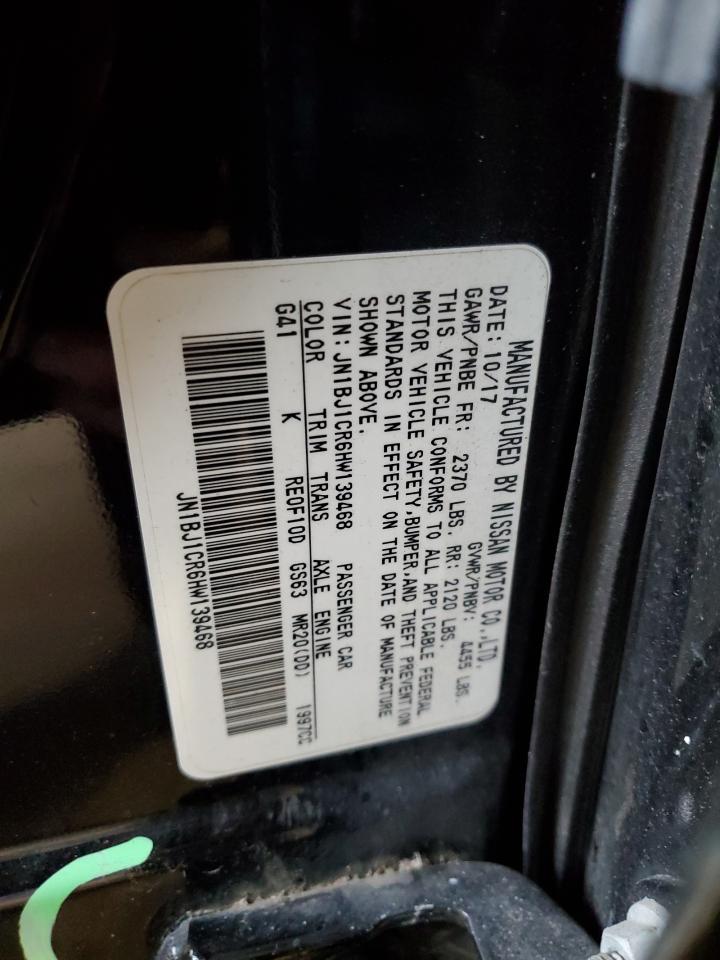 MANUFACTURED BY NISSAN MOTOR CO.,LTD.
DATE: 10/17 GVWR/PNBV: 4455 LBS.
GAWR/PNBE FR: 2370 LBS. RR: 2120 LBS.
THIS VEHICLE CONFORMS TO ALL APPLICABLE FEDERAL
MOTOR VEHICLE SAFETY,BUMPER,AND THEFT PREVENTION
STANDARDS IN EFFECT ON THE DATE OF MANUFACTURE
SHOWN ABOVE.
VIN: JN1BJ1CR6HW139468 PASSENGER CAR
COLOR TRIM TRANS AXLE ENGINE
G41 K RE0F10D GS63 MR20(DD) 1997CC
JN1BJ1CR6HW139468